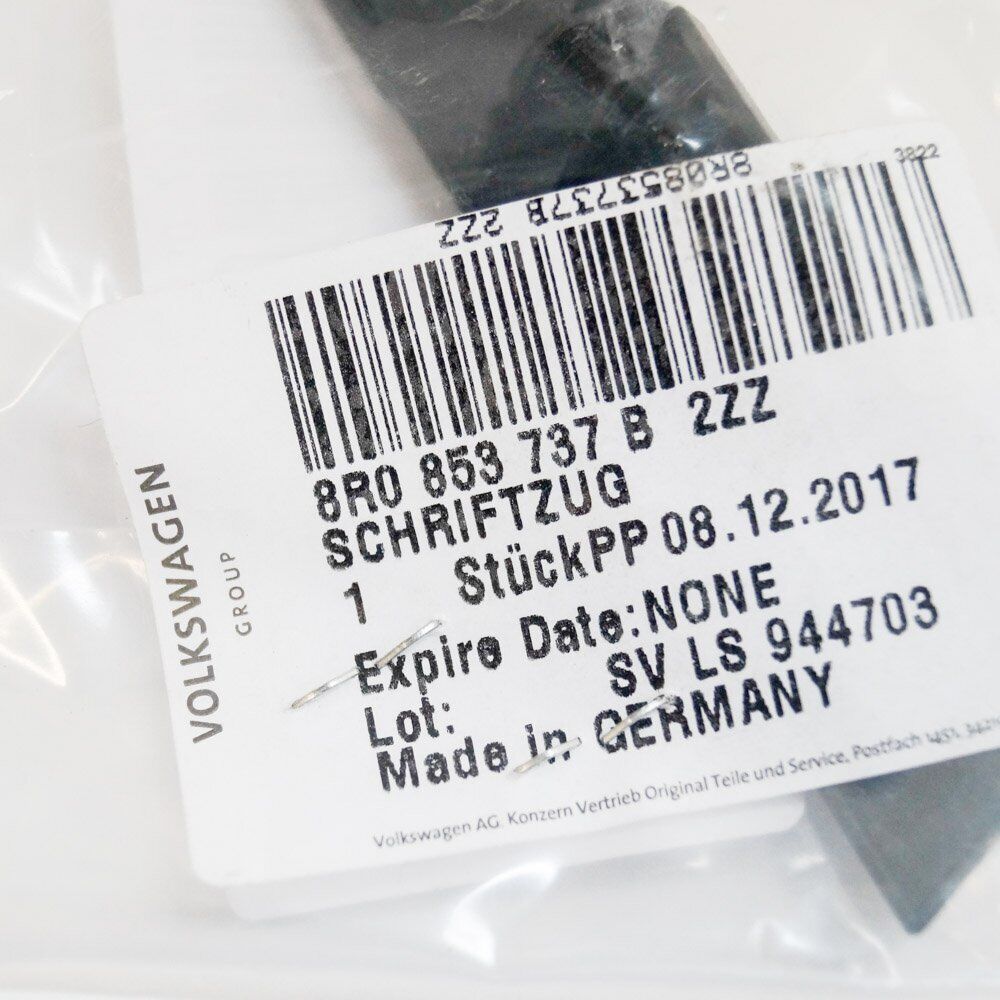 3822
8R0853737B 2ZZ
8R0 853 737 B 2ZZ
SCHRIFTZUG
1 StückPP 08.12.2017
Expire Date:NONE
SV LS 944703
Lot:
Made in GERMANY
VOLKSWAGEN
GROUP
Volkswagen AG. Konzern Vertrieb Original Teile und Service, Postfach